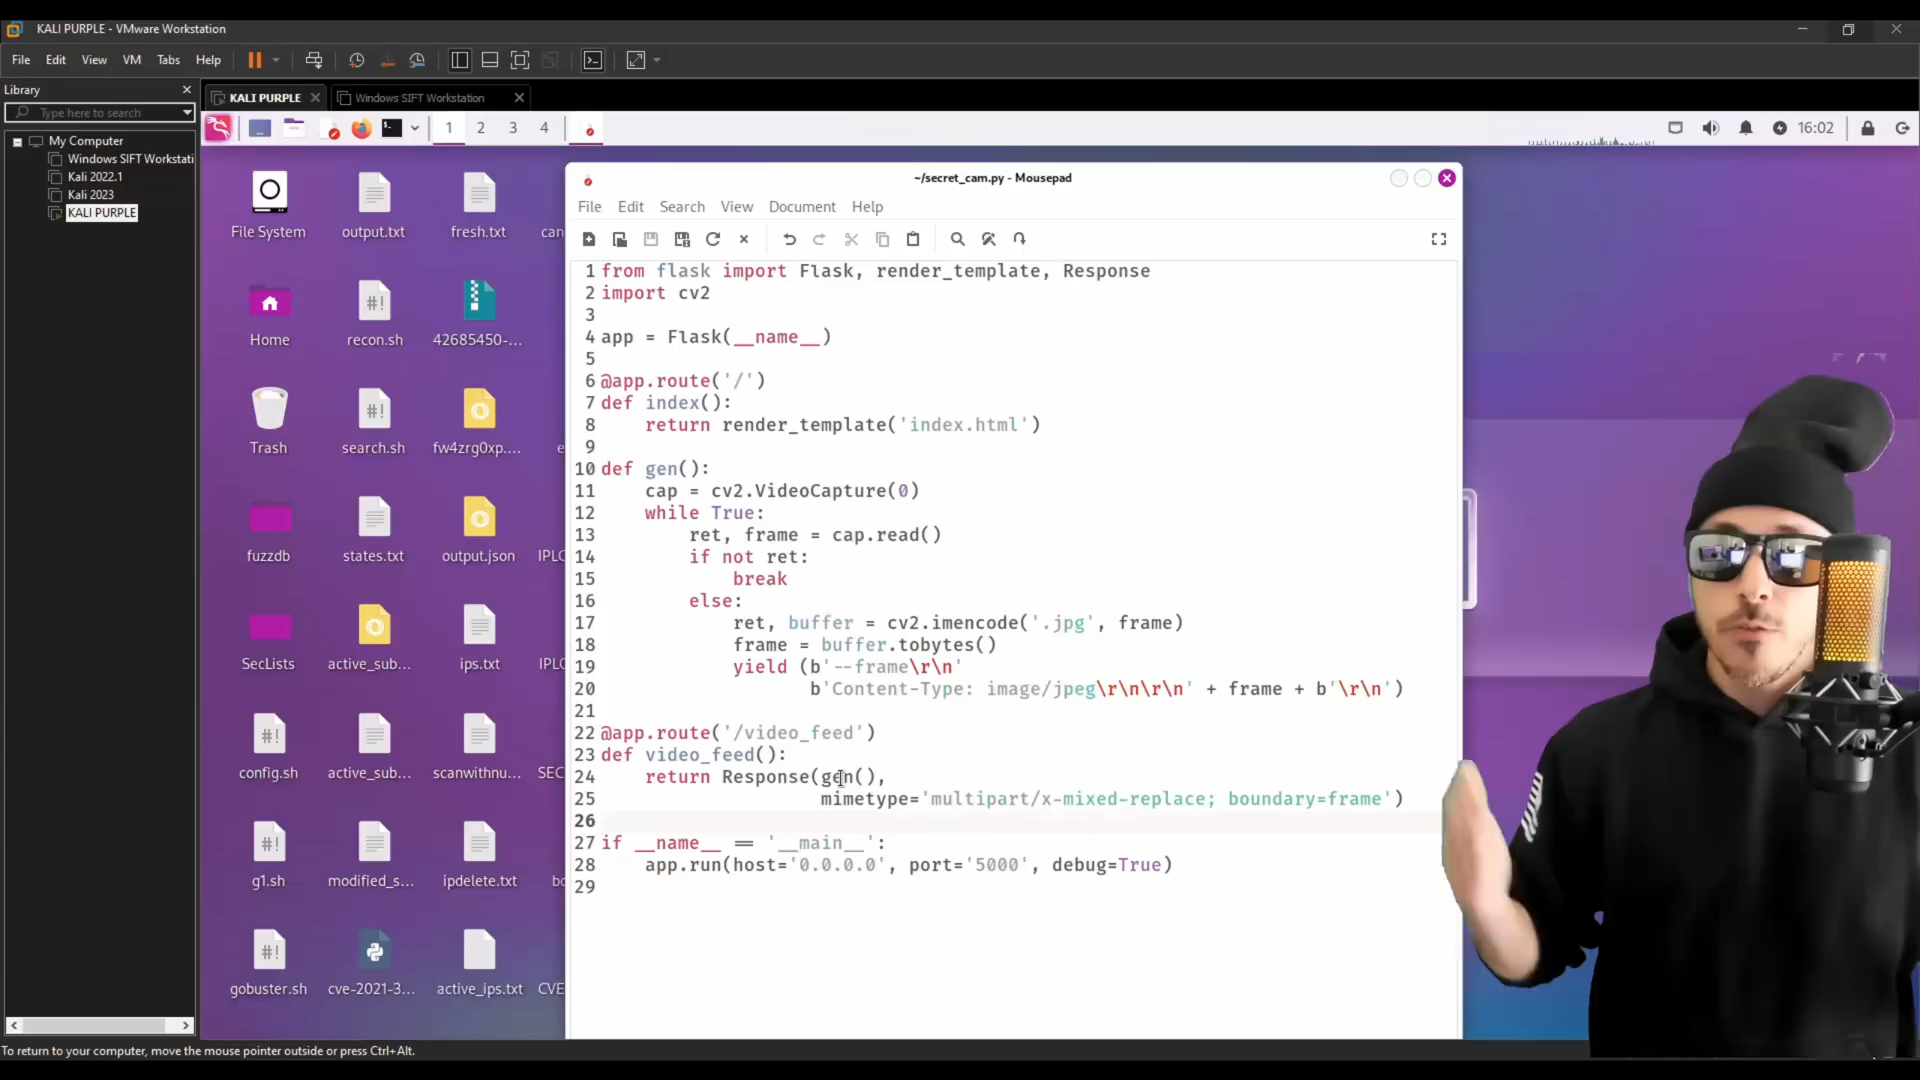 KALI PURPLE - VMware Workstation
File Edit View VM Tabs Help
Library
Type here to search
My Computer
Windows SIFT Workstati
Kali 2022.1
Kali 2023
KALI PURPLE
KALI PURPLE
Windows SIFT Workstation
1 2 3 4
16:02
File System
output.txt
fresh.txt
can
Home
recon.sh
42685450-...
Trash
search.sh
fw4zrg0xp....
e
fuzzdb
states.txt
output.json
IPLO
SecLists
active_sub...
ips.txt
IPLO
config.sh
active_sub...
scanwithnu...
SEC
g1.sh
modified_s...
ipdelete.txt
bo
gobuster.sh
cve-2021-3...
active_ips.txt
CVE
~/secret_cam.py - Mousepad
File Edit Search View Document Help
1 from flask import Flask, render_template, Response
2 import cv2
3
4 app = Flask(__name__)
5
6 @app.route('/')
7 def index():
8     return render_template('index.html')
9
10 def gen():
11     cap = cv2.VideoCapture(0)
12     while True:
13         ret, frame = cap.read()
14         if not ret:
15             break
16         else:
17             ret, buffer = cv2.imencode('.jpg', frame)
18             frame = buffer.tobytes()
19             yield (b'--frame\r\n'
20                    b'Content-Type: image/jpeg\r\n\r\n' + frame + b'\r\n')
21
22 @app.route('/video_feed')
23 def video_feed():
24     return Response(gen(),
25                     mimetype='multipart/x-mixed-replace; boundary=frame')
26
27 if __name__ == '__main__':
28     app.run(host='0.0.0.0', port='5000', debug=True)
29
To return to your computer, move the mouse pointer outside or press Ctrl+Alt.